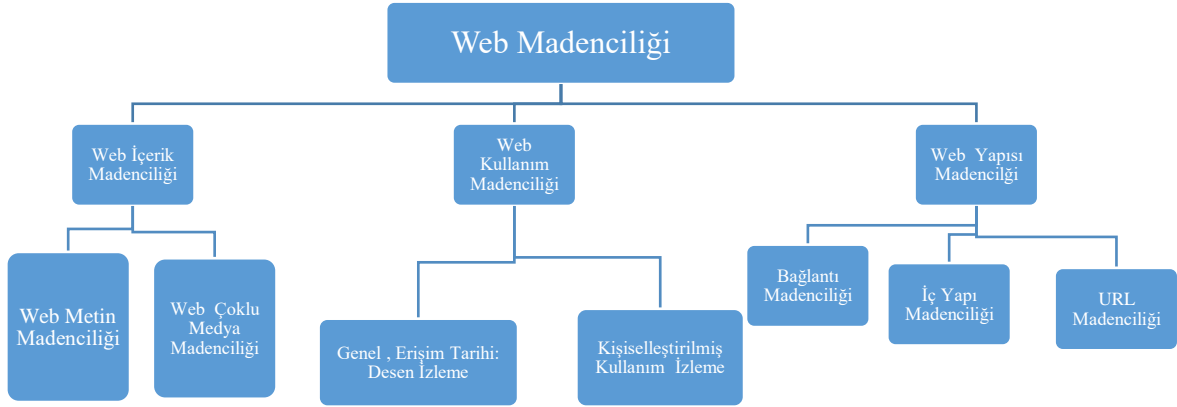 Web Madenciliği
Web İçerik
Madenciliği
Web
Kullanım
Madenciliği
Web Yapısı
Madencilği
Web Metin
Madenciliği
Web Çoklu
Medya
Madenciliği
Genel , Erişim Tarihi:
Desen İzleme
Kişiselleştirilmiş
Kullanım İzleme
Bağlantı
Madenciliği
İç Yapı
Madenciliği
URL
Madenciliği